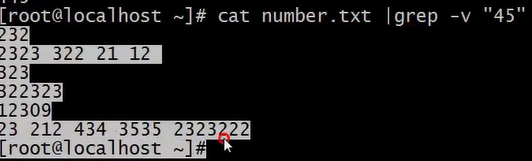 [root@localhost ~]# cat number.txt |grep -v "45"
232
2323 322 21 12
323
322323
12309
23 212 434 3535 2323222
[root@localhost ~]#